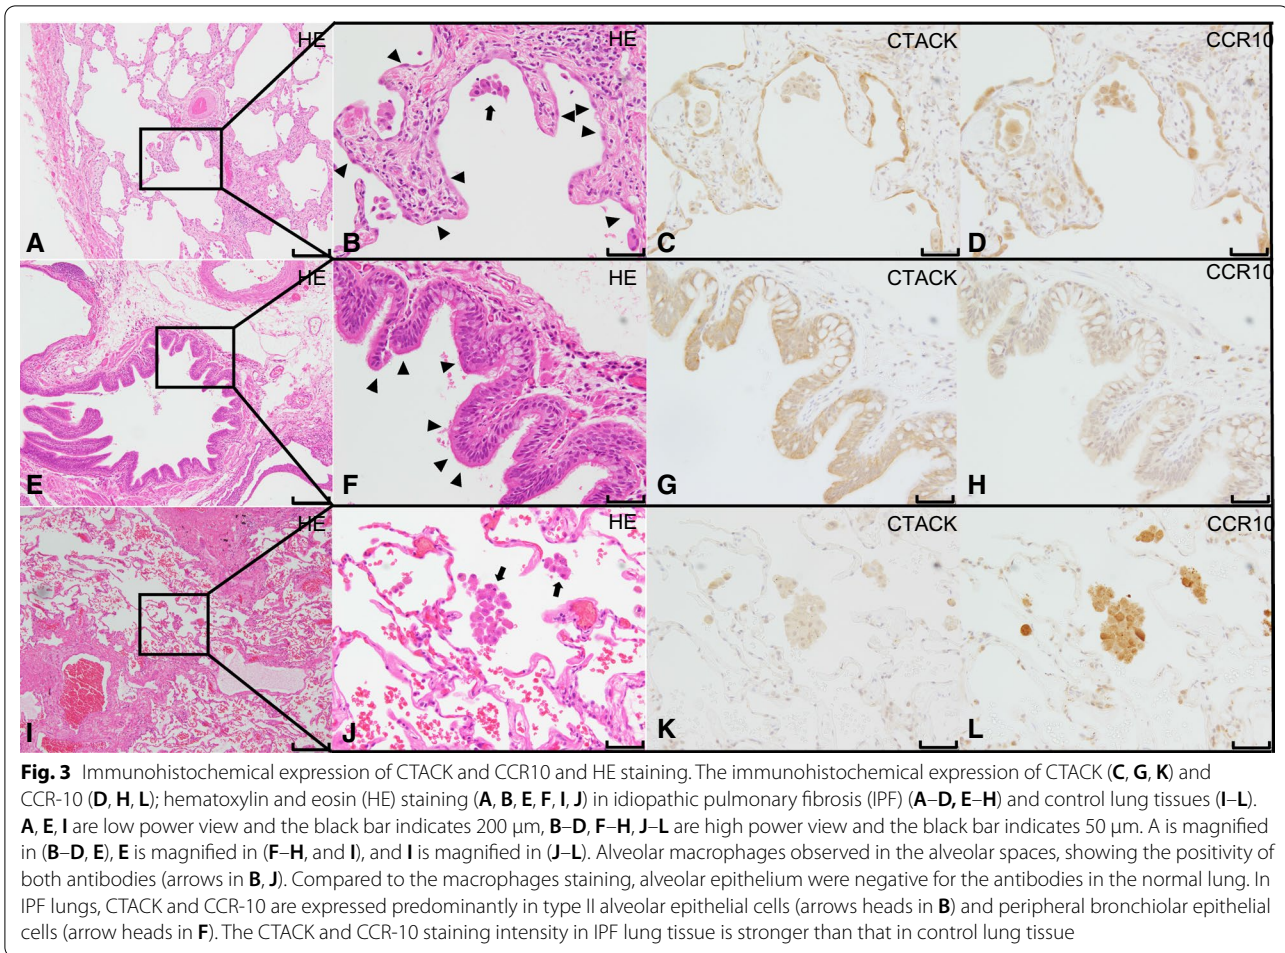 HE
HE
CTACK
CCR10
A
B
C
D
HE
HE
CTACK
CCR10
E
F
G
H
HE
HE
CTACK
CCR10
I
J
K
L
Fig. 3 Immunohistochemical expression of CTACK and CCR10 and HE staining. The immunohistochemical expression of CTACK (C, G, K) and
CCR-10 (D, H, L); hematoxylin and eosin (HE) staining (A, B, E, F, I, J) in idiopathic pulmonary fibrosis (IPF) (A–D, E–H) and control lung tissues (I–L).
A, E, I are low power view and the black bar indicates 200 μm, B–D, F–H, J–L are high power view and the black bar indicates 50 μm. A is magnified
in (B–D, E), E is magnified in (F–H, and I), and I is magnified in (J–L). Alveolar macrophages observed in the alveolar spaces, showing the positivity of
both antibodies (arrows in B, J). Compared to the macrophages staining, alveolar epithelium were negative for the antibodies in the normal lung. In
IPF lungs, CTACK and CCR-10 are expressed predominantly in type II alveolar epithelial cells (arrows heads in B) and peripheral bronchiolar epithelial
cells (arrow heads in F). The CTACK and CCR-10 staining intensity in IPF lung tissue is stronger than that in control lung tissue